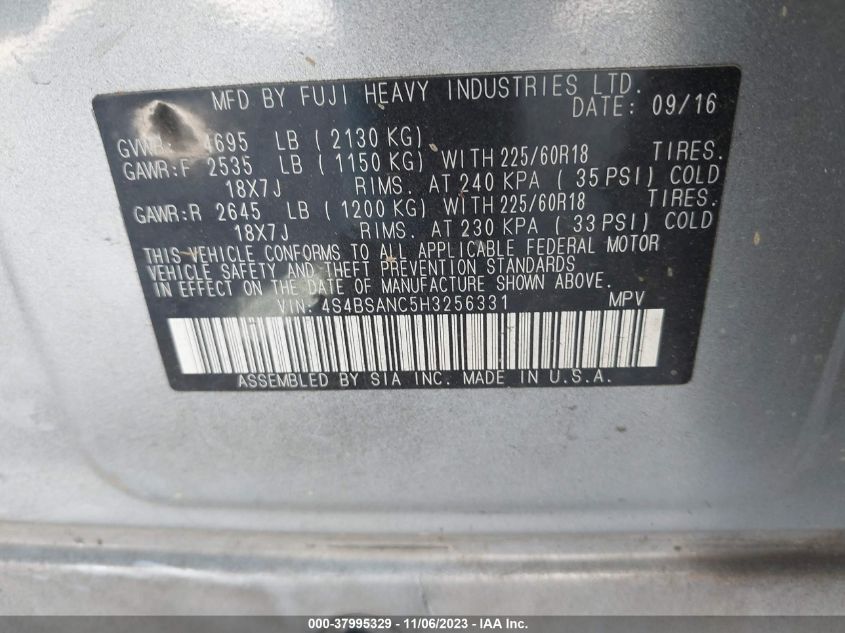 MFD BY FUJI HEAVY INDUSTRIES LTD.
DATE: 09/16
GVWR: 4695 LB ( 2130 KG)
GAWR:F 2535 LB ( 1150 KG) WITH 225/60R18 TIRES.
18X7J RIMS. AT 240 KPA ( 35 PSI) COLD
GAWR:R 2645 LB ( 1200 KG) WITH 225/60R18 TIRES.
18X7J RIMS. AT 230 KPA ( 33 PSI) COLD
THIS VEHICLE CONFORMS TO ALL APPLICABLE FEDERAL MOTOR
VEHICLE SAFETY AND THEFT PREVENTION STANDARDS
IN EFFECT ON THE DATE OF MANUFACTURE SHOWN ABOVE.
VIN: 4S4BSANC5H3256331 MPV
ASSEMBLED BY SIA INC. MADE IN U.S.A.
000-37995329 - 11/06/2023 - IAA Inc.